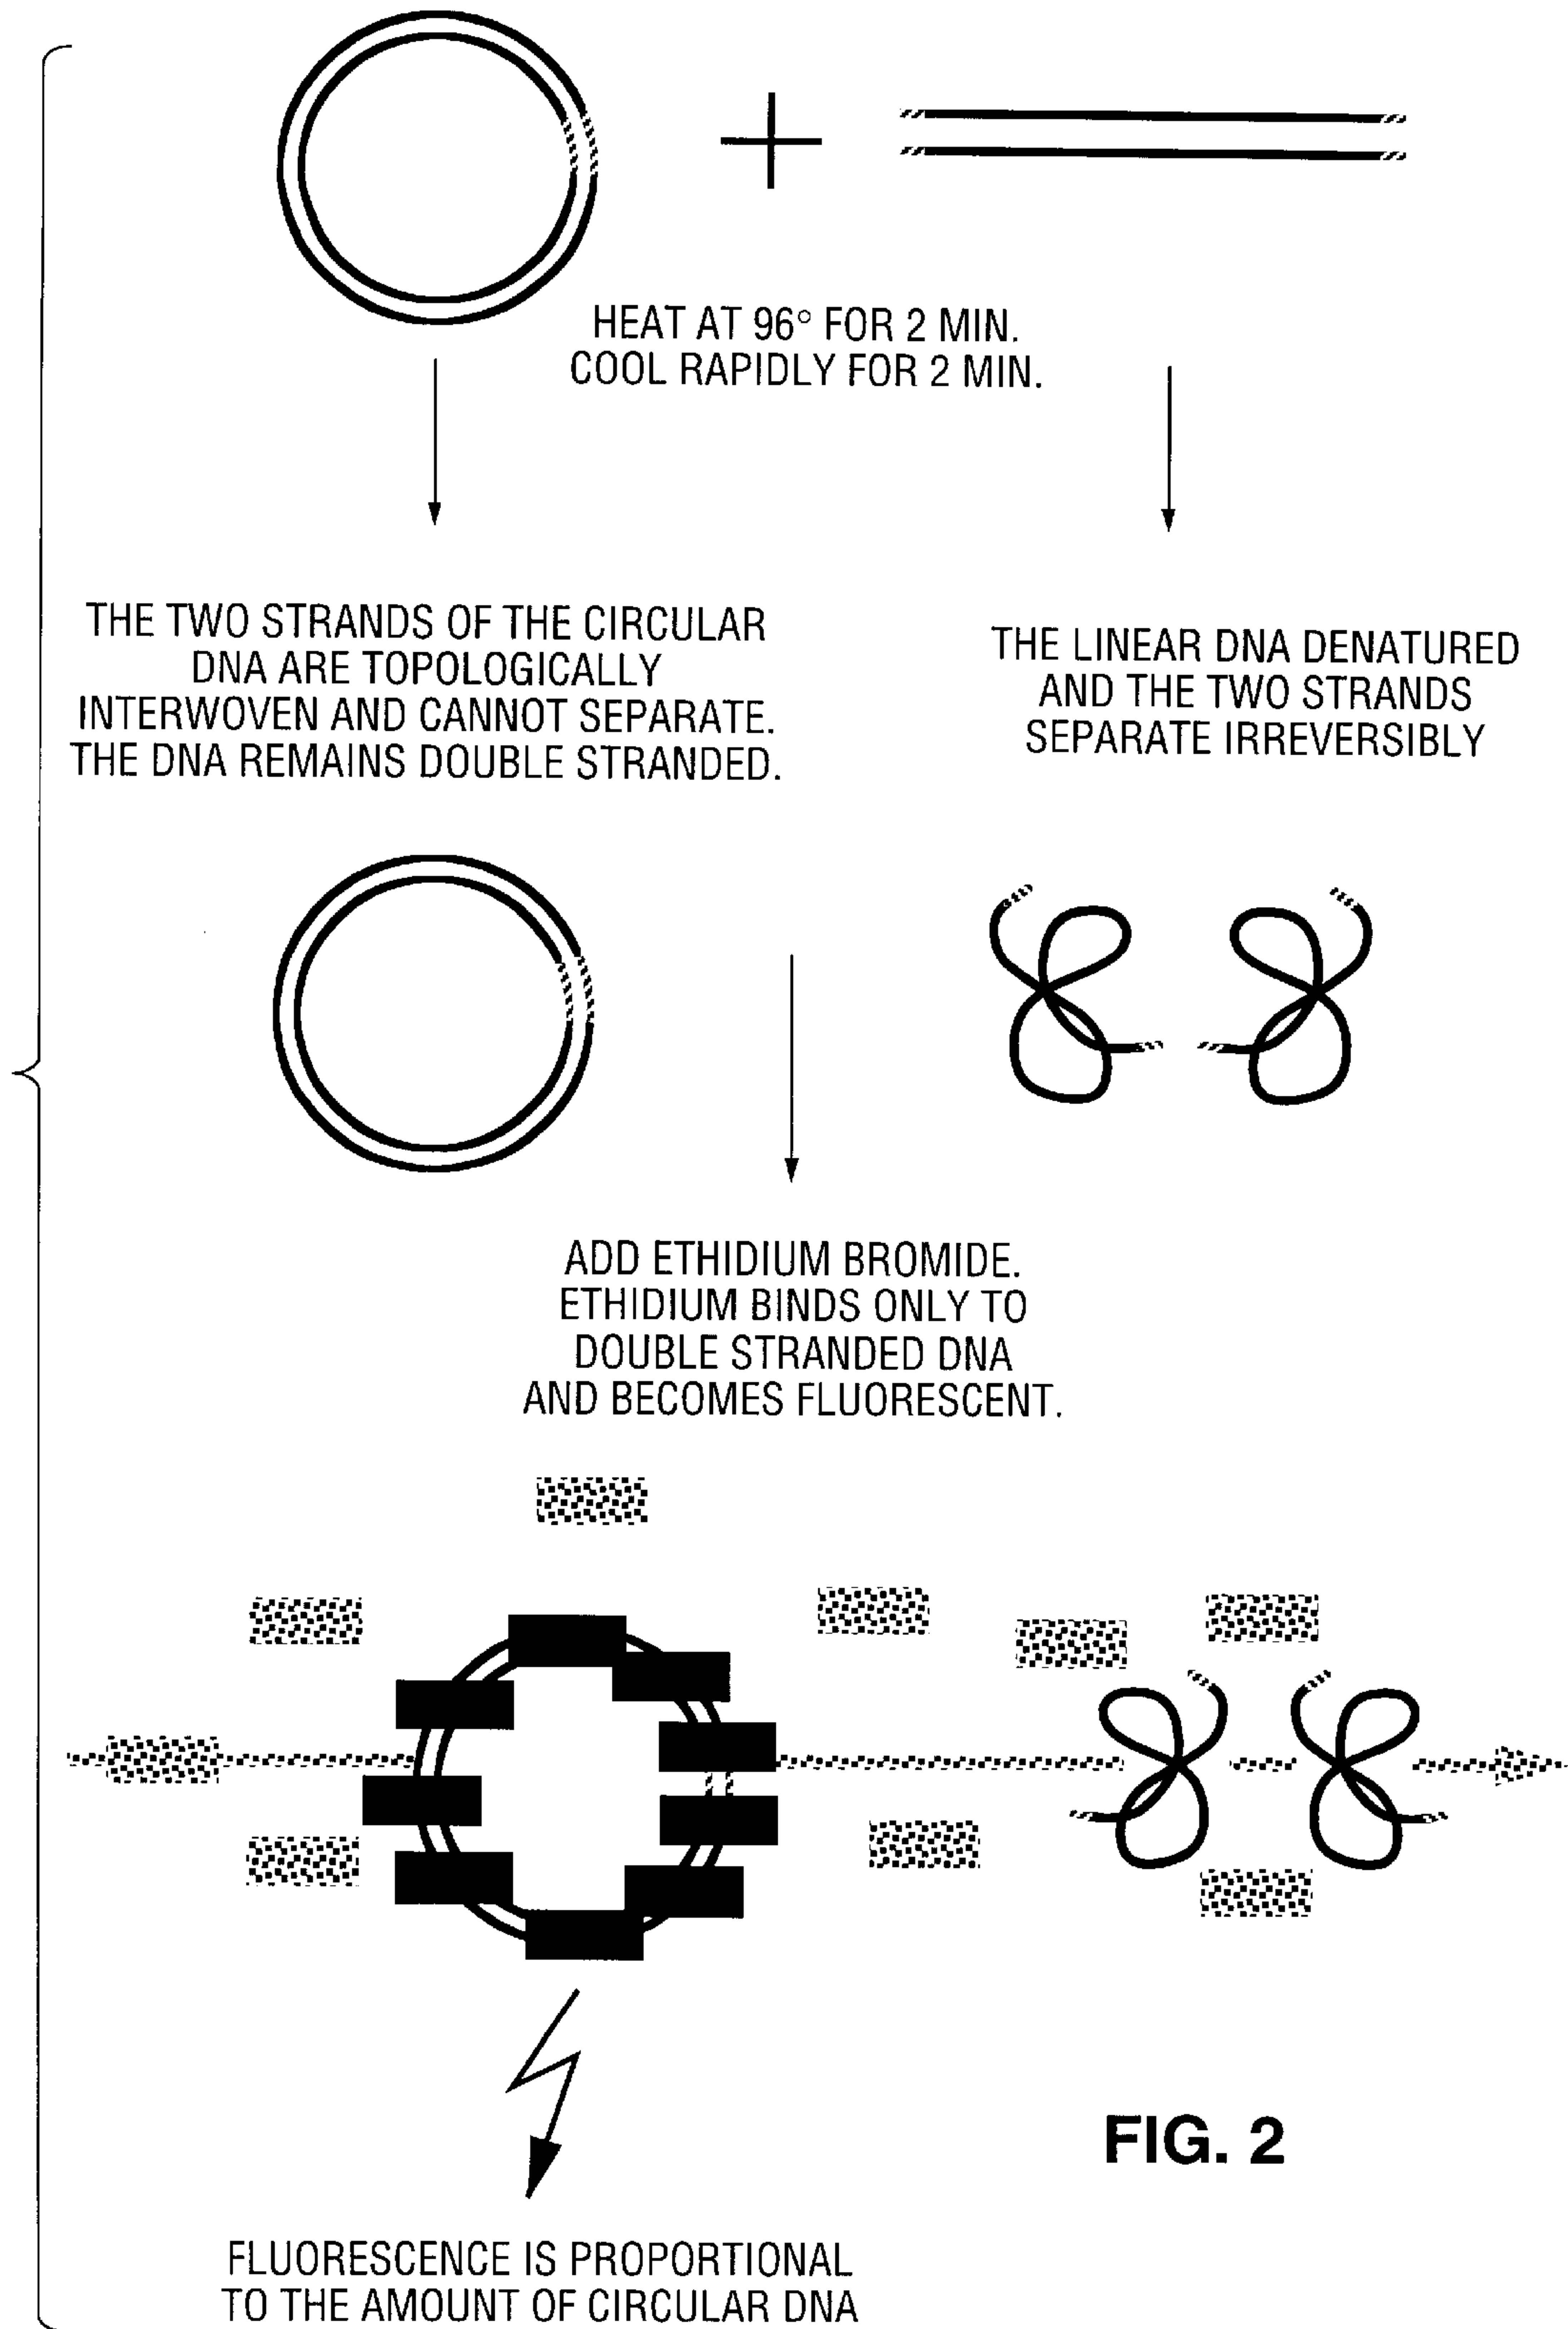 HEAT AT 96° FOR 2 MIN.
COOL RAPIDLY FOR 2 MIN.
THE TWO STRANDS OF THE CIRCULAR
DNA ARE TOPOLOGICALLY
INTERWOVEN AND CANNOT SEPARATE.
THE DNA REMAINS DOUBLE STRANDED.
THE LINEAR DNA DENATURED
AND THE TWO STRANDS
SEPARATE IRREVERSIBLY
ADD ETHIDIUM BROMIDE.
ETHIDIUM BINDS ONLY TO
DOUBLE STRANDED DNA
AND BECOMES FLUORESCENT.
FIG. 2
FLUORESCENCE IS PROPORTIONAL
TO THE AMOUNT OF CIRCULAR DNA